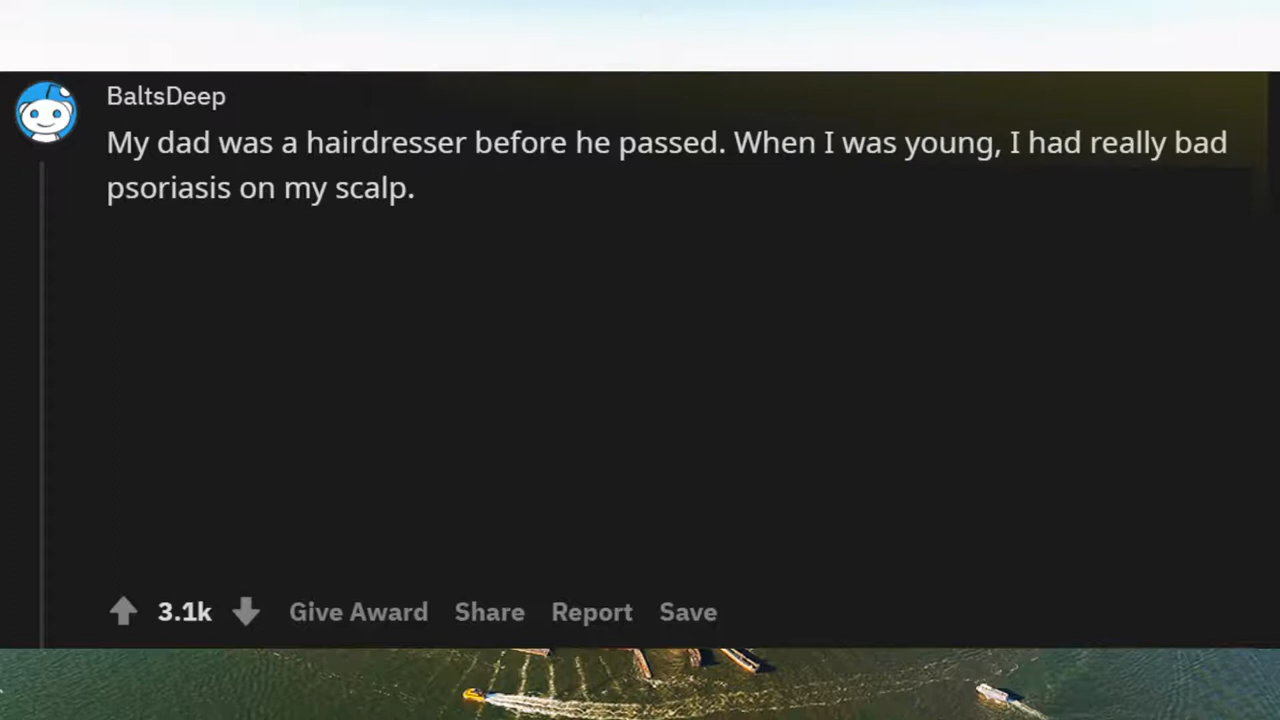 BaltsDeep
My dad was a hairdresser before he passed. When I was young, I had really bad
psoriasis on my scalp.
3.1k Give Award Share Report Save